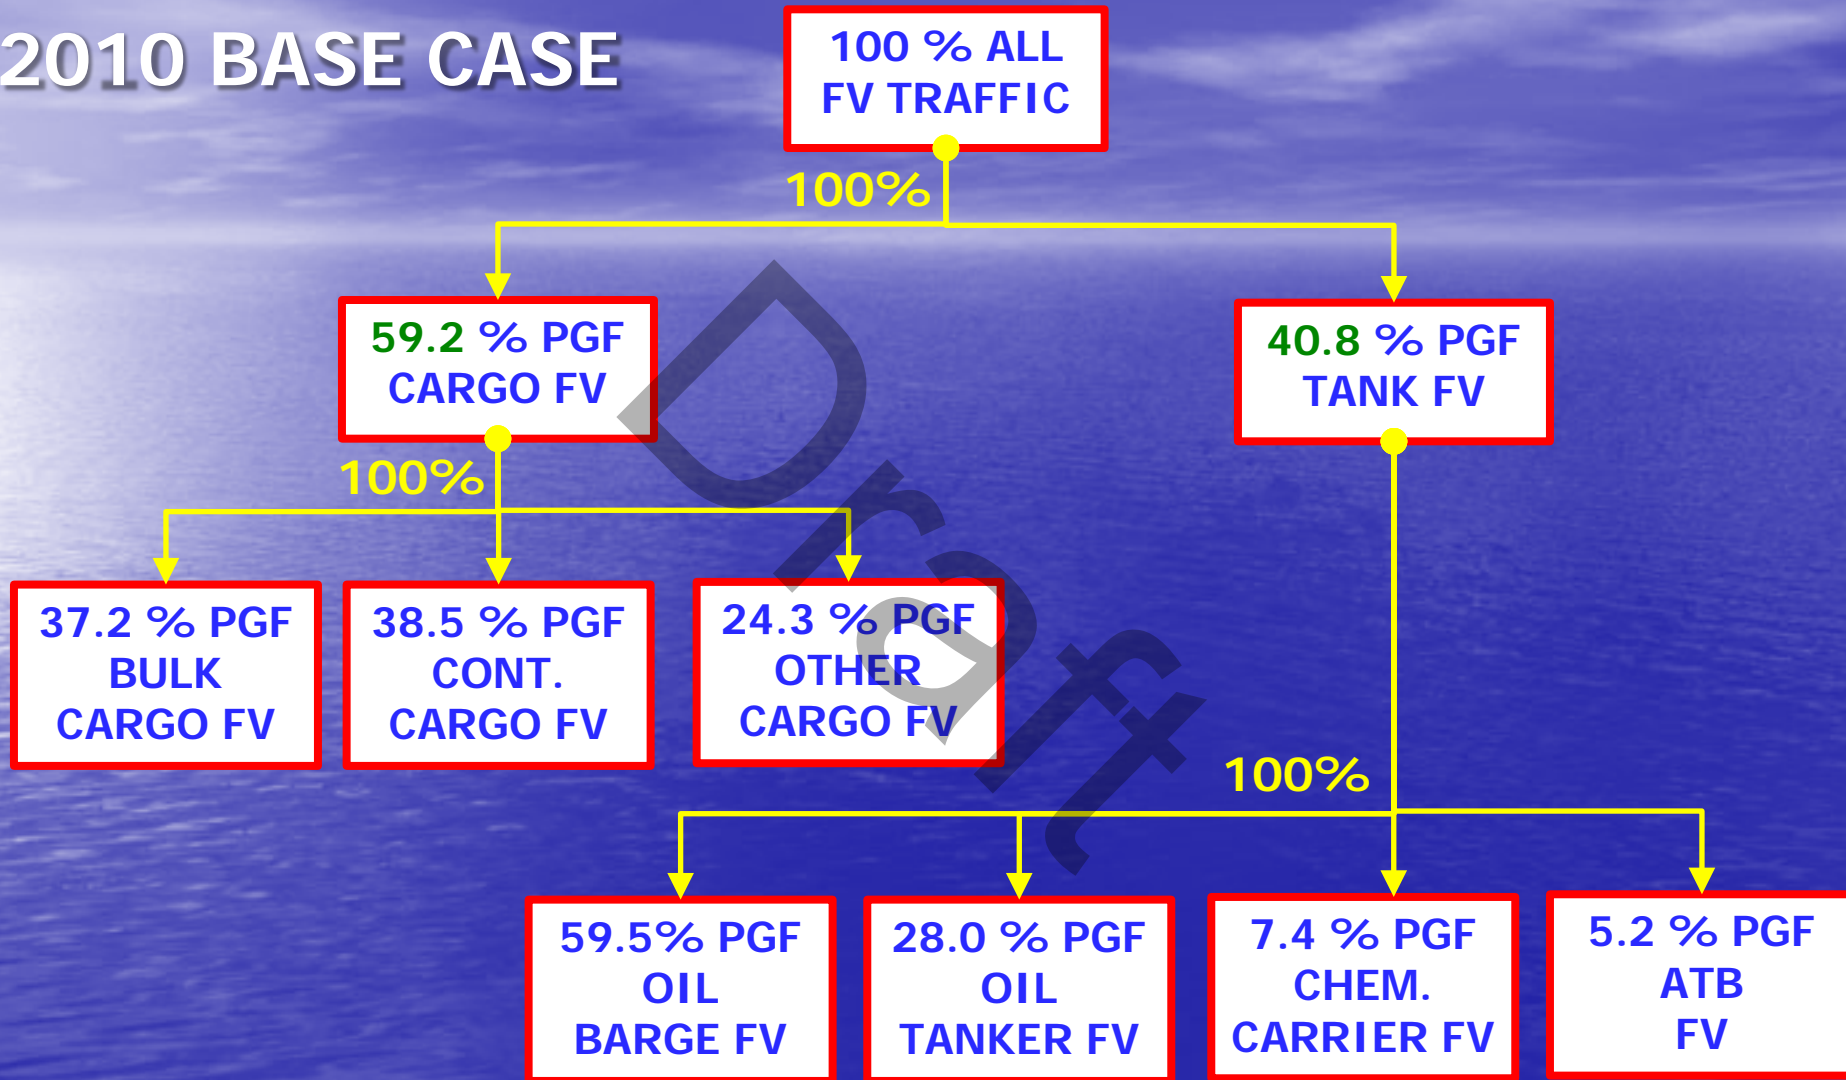 2010 BASE CASE
100 % ALL
FV TRAFFIC
100%
59.2 % PGF
CARGO FV
40.8 % PGF
TANK FV
100%
37.2 % PGF
BULK
CARGO FV
38.5 % PGF
CONT.
CARGO FV
24.3 % PGF
OTHER
CARGO FV
100%
59.5% PGF
OIL
BARGE FV
28.0 % PGF
OIL
TANKER FV
7.4 % PGF
CHEM.
CARRIER FV
5.2 % PGF
ATB
FV
Draft